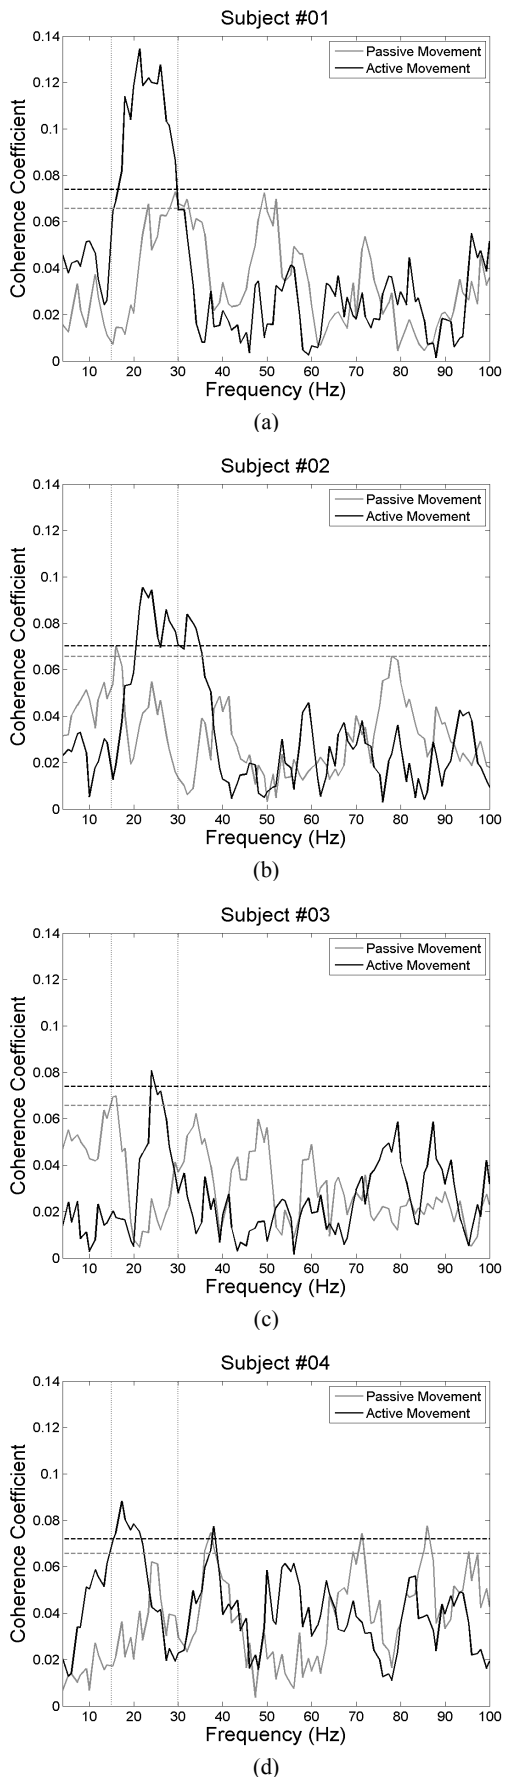 Subject #01
0.14
0.12
0.1
0.08
0.06
0.04
0.02
0
Coherence Coefficient
Passive Movement
Active Movement
10 20 30 40 50 60 70 80 90 100
Frequency (Hz)
(a)
Subject #02
0.14
0.12
0.1
0.08
0.06
0.04
0.02
0
Coherence Coefficient
Passive Movement
Active Movement
10 20 30 40 50 60 70 80 90 100
Frequency (Hz)
(b)
Subject #03
0.14
0.12
0.1
0.08
0.06
0.04
0.02
0
Coherence Coefficient
Passive Movement
Active Movement
10 20 30 40 50 60 70 80 90 100
Frequency (Hz)
(c)
Subject #04
0.14
0.12
0.1
0.08
0.06
0.04
0.02
0
Coherence Coefficient
Passive Movement
Active Movement
10 20 30 40 50 60 70 80 90 100
Frequency (Hz)
(d)